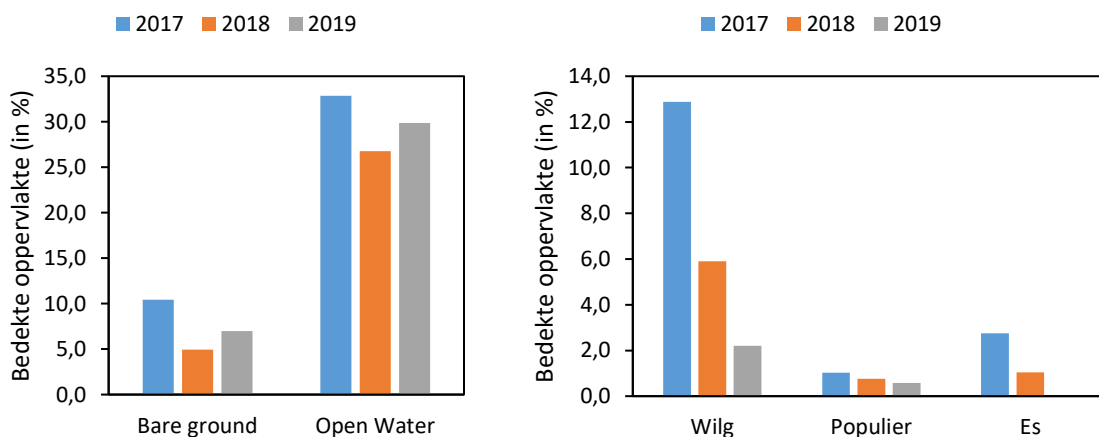 2017 2018 2019
Bedekte oppervlakte (in %)
35,0
30,0
25,0
20,0
15,0
10,0
5,0
0,0
Bare ground Open Water
2017 2018 2019
Bedekte oppervlakte (in %)
14,0
12,0
10,0
8,0
6,0
4,0
2,0
0,0
Wilg Populier Es